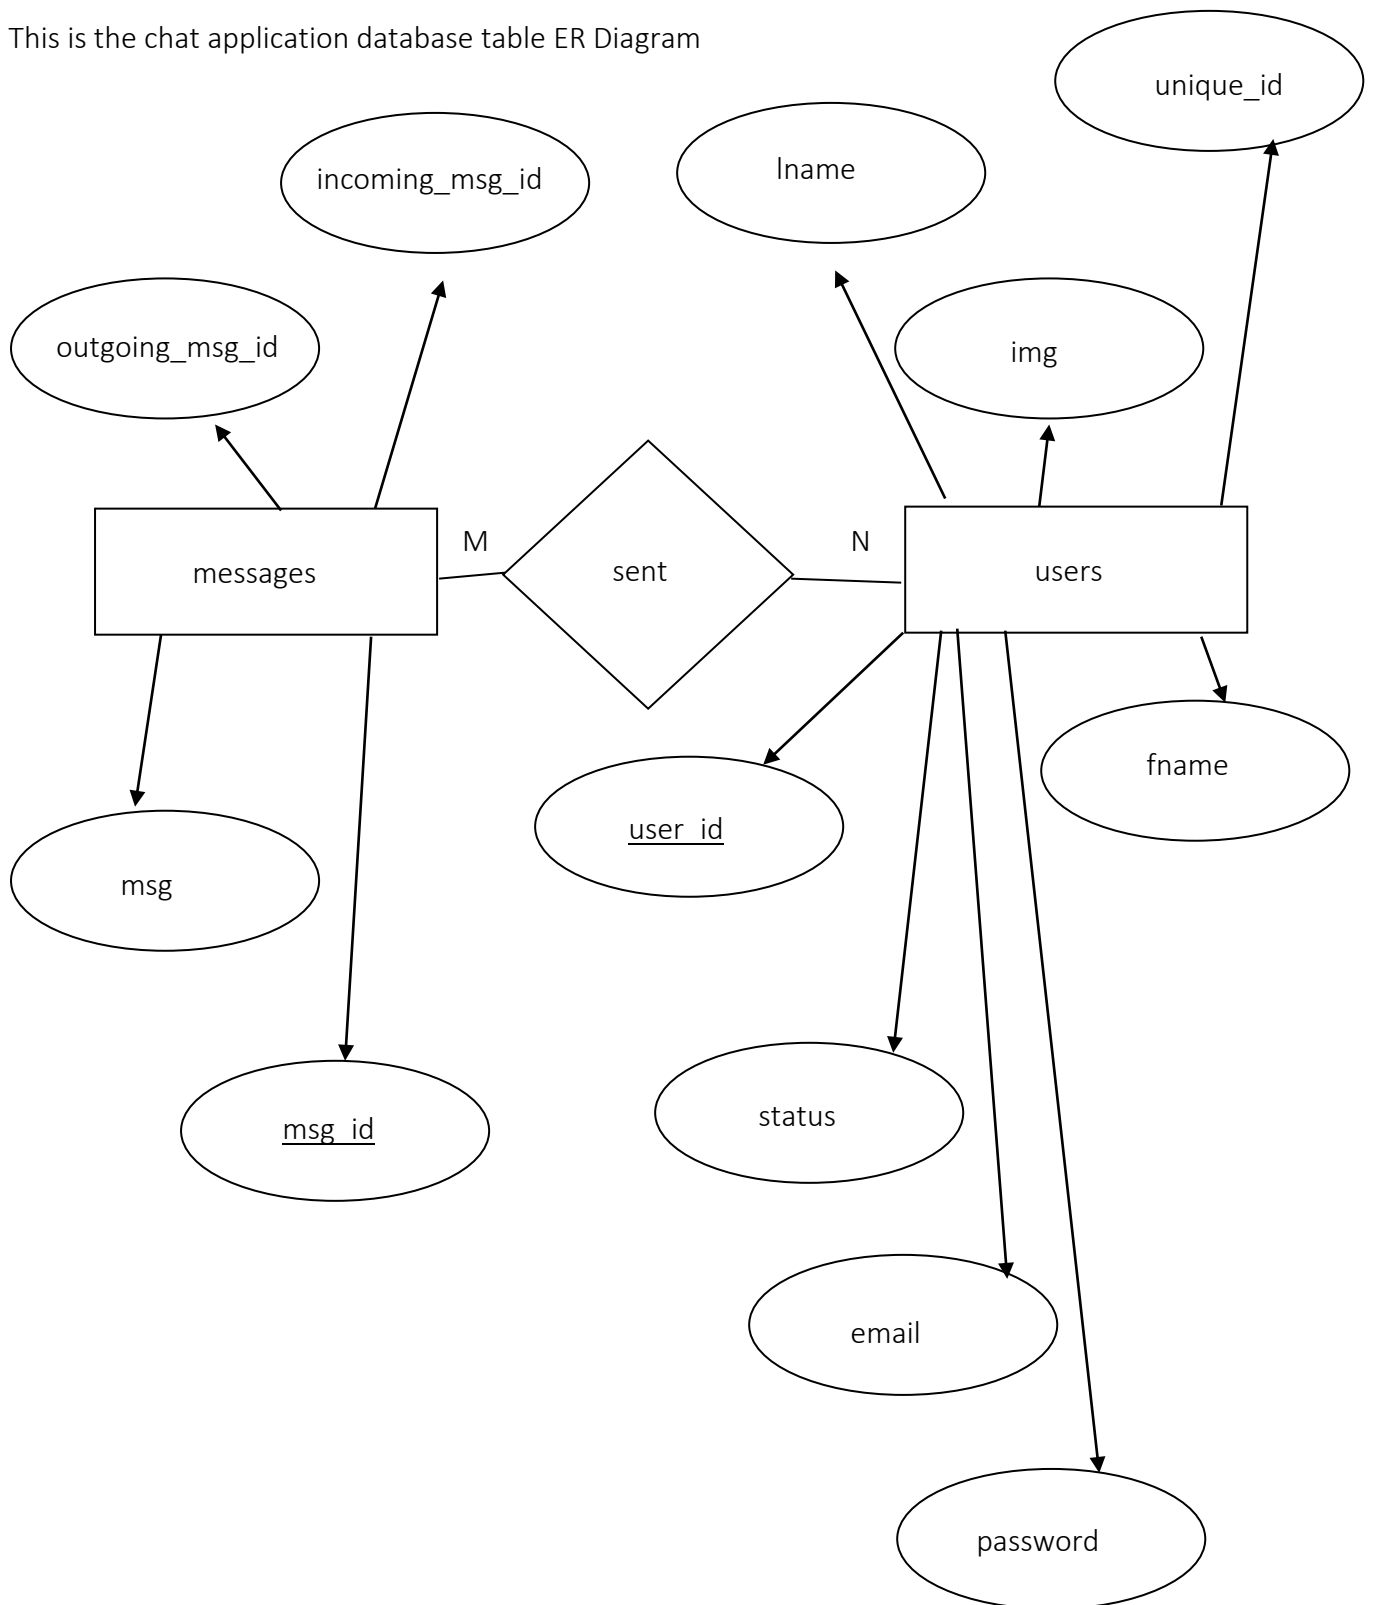 This is the chat application database table ER Diagram
unique_id
lname
incoming_msg_id
outgoing_msg_id
img
M
N
messages
sent
users
fname
user_id
msg
status
msg_id
email
password